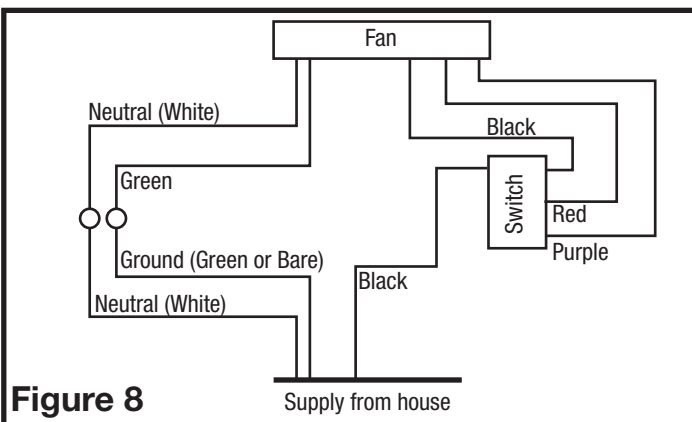 Fan
Neutral (White)
Black
Green
Switch
Red
Purple
Ground (Green or Bare)
Black
Neutral (White)
Figure 8
Supply from house